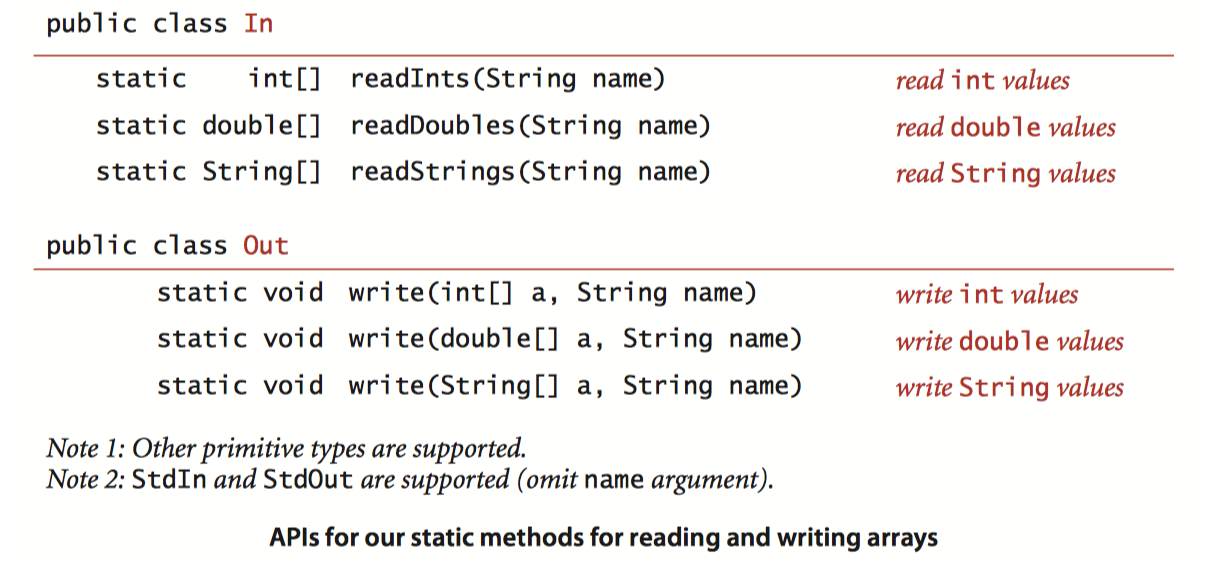 public class In
static int[] readInts(String name) read int values
static double[] readDoubles(String name) read double values
static String[] readStrings(String name) read String values
public class Out
static void write(int[] a, String name) write int values
static void write(double[] a, String name) write double values
static void write(String[] a, String name) write String values
Note 1: Other primitive types are supported.
Note 2: StdIn and StdOut are supported (omit name argument).
APIs for our static methods for reading and writing arrays